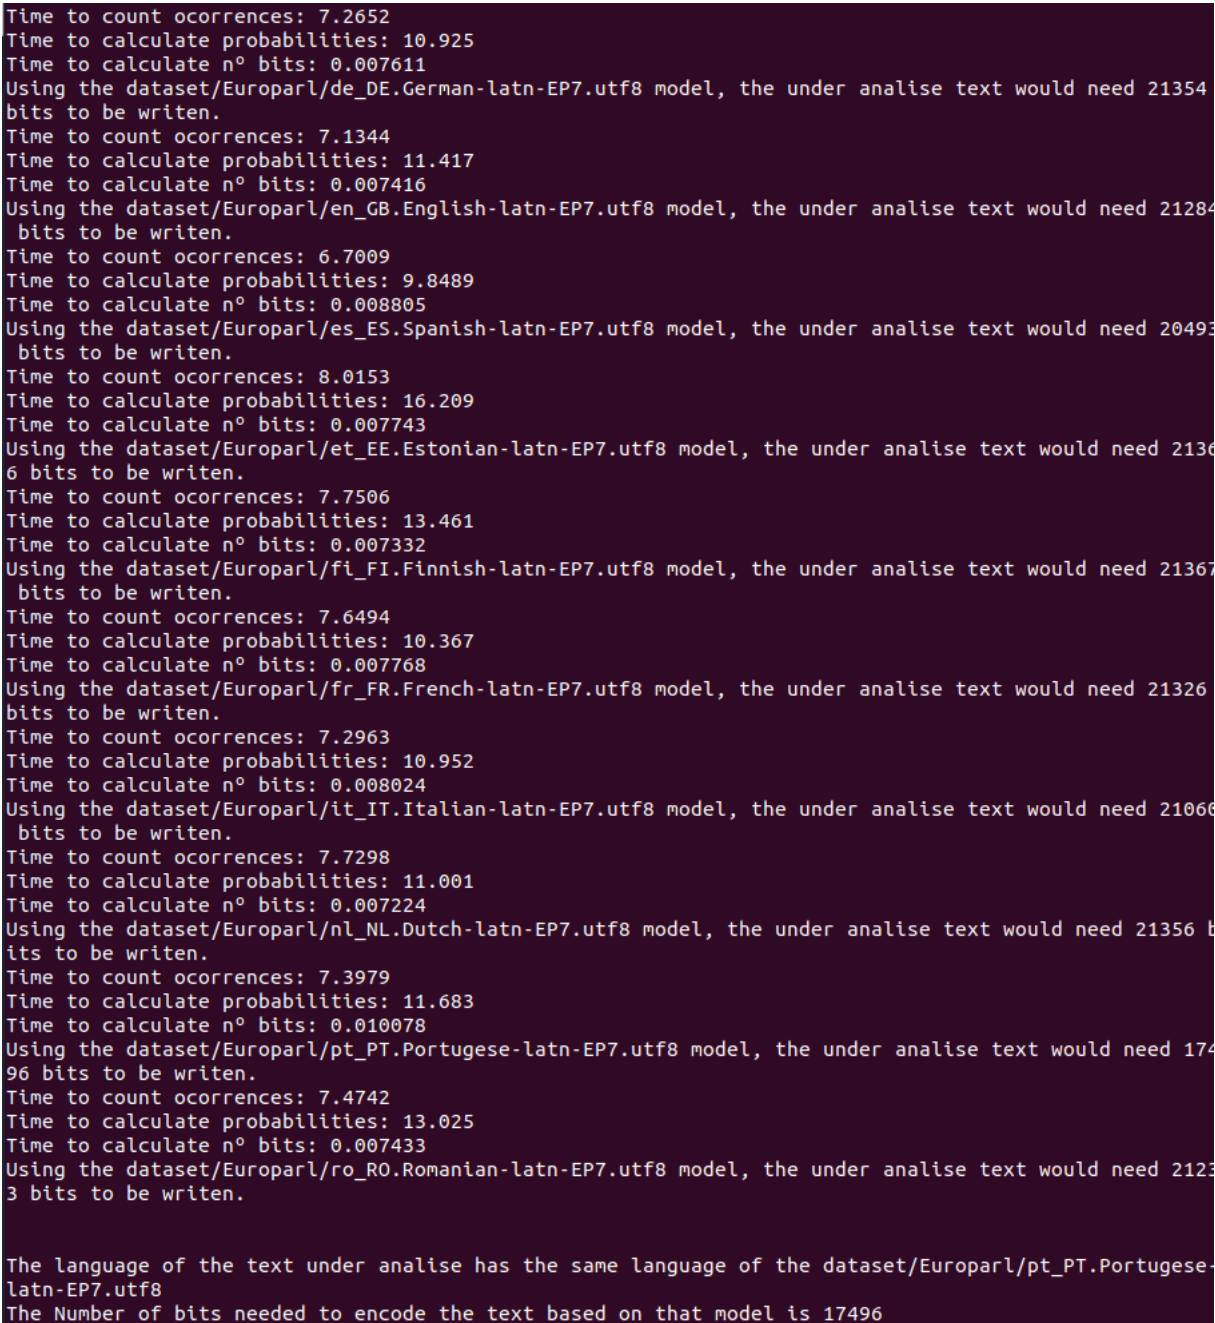 Time to count ocorrences: 7.2652
Time to calculate probabilities: 10.925
Time to calculate nº bits: 0.007611
Using the dataset/Europarl/de_DE.German-latn-EP7.utf8 model, the under analise text would need 21354
bits to be writen.
Time to count ocorrences: 7.1344
Time to calculate probabilities: 11.417
Time to calculate nº bits: 0.007416
Using the dataset/Europarl/en_GB.English-latn-EP7.utf8 model, the under analise text would need 21284
bits to be writen.
Time to count ocorrences: 6.7009
Time to calculate probabilities: 9.8489
Time to calculate nº bits: 0.008805
Using the dataset/Europarl/es_ES.Spanish-latn-EP7.utf8 model, the under analise text would need 20493
bits to be writen.
Time to count ocorrences: 8.0153
Time to calculate probabilities: 16.209
Time to calculate nº bits: 0.007743
Using the dataset/Europarl/et_EE.Estonian-latn-EP7.utf8 model, the under analise text would need 2136
6 bits to be writen.
Time to count ocorrences: 7.7506
Time to calculate probabilities: 13.461
Time to calculate nº bits: 0.007332
Using the dataset/Europarl/fi_FI.Finnish-latn-EP7.utf8 model, the under analise text would need 21367
bits to be writen.
Time to count ocorrences: 7.6494
Time to calculate probabilities: 10.367
Time to calculate nº bits: 0.007768
Using the dataset/Europarl/fr_FR.French-latn-EP7.utf8 model, the under analise text would need 21326
bits to be writen.
Time to count ocorrences: 7.2963
Time to calculate probabilities: 10.952
Time to calculate nº bits: 0.008024
Using the dataset/Europarl/it_IT.Italian-latn-EP7.utf8 model, the under analise text would need 21060
bits to be writen.
Time to count ocorrences: 7.7298
Time to calculate probabilities: 11.001
Time to calculate nº bits: 0.007224
Using the dataset/Europarl/nl_NL.Dutch-latn-EP7.utf8 model, the under analise text would need 21356 b
its to be writen.
Time to count ocorrences: 7.3979
Time to calculate probabilities: 11.683
Time to calculate nº bits: 0.010078
Using the dataset/Europarl/pt_PT.Portugese-latn-EP7.utf8 model, the under analise text would need 174
96 bits to be writen.
Time to count ocorrences: 7.4742
Time to calculate probabilities: 13.025
Time to calculate nº bits: 0.007433
Using the dataset/Europarl/ro_RO.Romanian-latn-EP7.utf8 model, the under analise text would need 2123
3 bits to be writen.
The language of the text under analise has the same language of the dataset/Europarl/pt_PT.Portugese-
latn-EP7.utf8
The Number of bits needed to encode the text based on that model is 17496